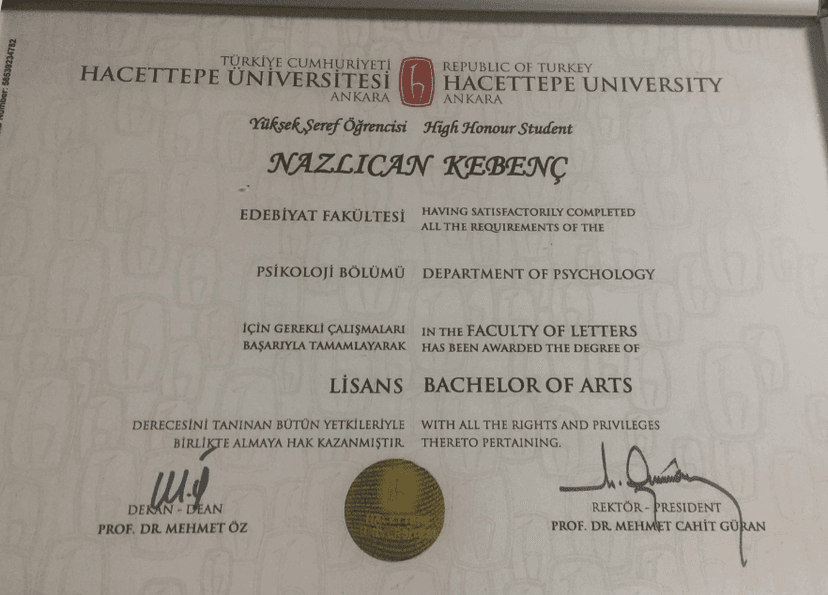 TÜRKİYE CUMHURİYETİ
HACETTEPE ÜNİVERSİTESİ
ANKARA
REPUBLIC OF TURKEY
HACETTEPE UNIVERSITY
ANKARA
Yüksek Şeref Öğrencisi High Honour Student
NAZLICAN KEBENÇ
EDEBİYAT FAKÜLTESİ
HAVING SATISFACTORILY COMPLETED
ALL THE REQUIREMENTS OF THE
PSİKOLOJİ BÖLÜMÜ DEPARTMENT OF PSYCHOLOGY
İÇİN GEREKLİ ÇALIŞMALARI
BAŞARIYLA TAMAMLAYARAK
IN THE FACULTY OF LETTERS
HAS BEEN AWARDED THE DEGREE OF
LİSANS BACHELOR OF ARTS
DERECESİNİ TANINAN BÜTÜN YETKİLERİYLE
BİRLİKTE ALMAYA HAK KAZANMIŞTIR.
WITH ALL THE RIGHTS AND PRIVILEGES
THERETO PERTAINING.
DEKAN - DEAN
PROF. DR. MEHMET ÖZ
HACETTEPE
REKTÖR - PRESIDENT
PROF. DR. MEHMET CAHİT GÜRAN